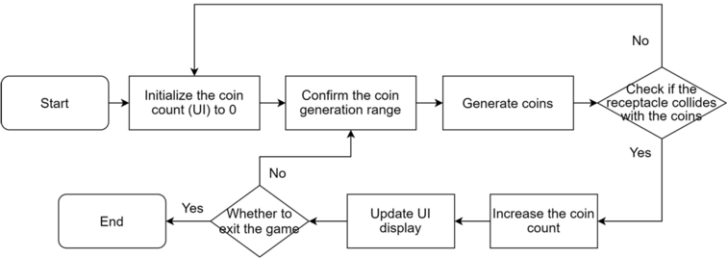 No
Start
Initialize the coin
count (UI) to 0
Confirm the coin
generation range
Generate coins
Check if the
receptacle collides
with the coins
Yes
No
End
Yes
Whether to
exit the game
Update UI
display
Increase the coin
count